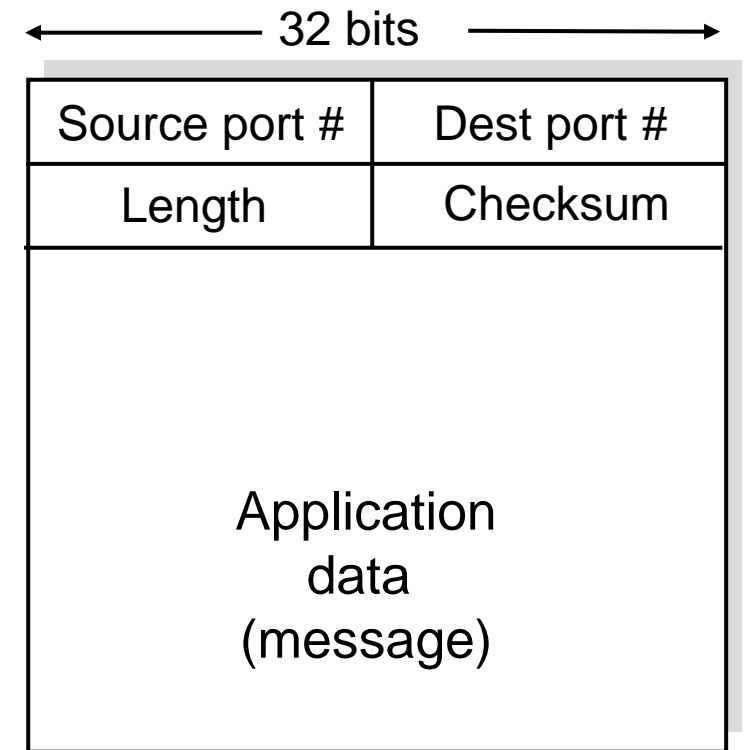 32 bits
Source port # Dest port #
Length Checksum
Application
data
(message)